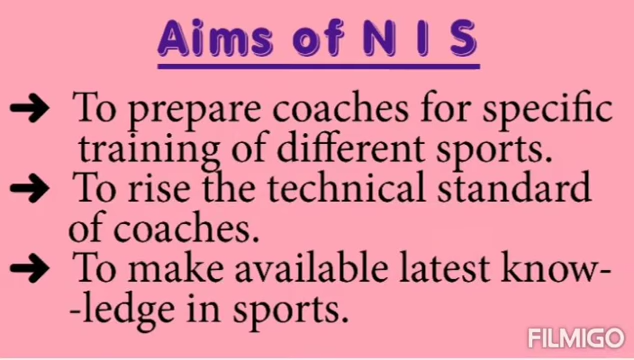 Aims of N I S
➔ To prepare coaches for specific
training of different sports.
➔ To rise the technical standard
of coaches.
➔ To make available latest know-
-ledge in sports.
FILMIGO